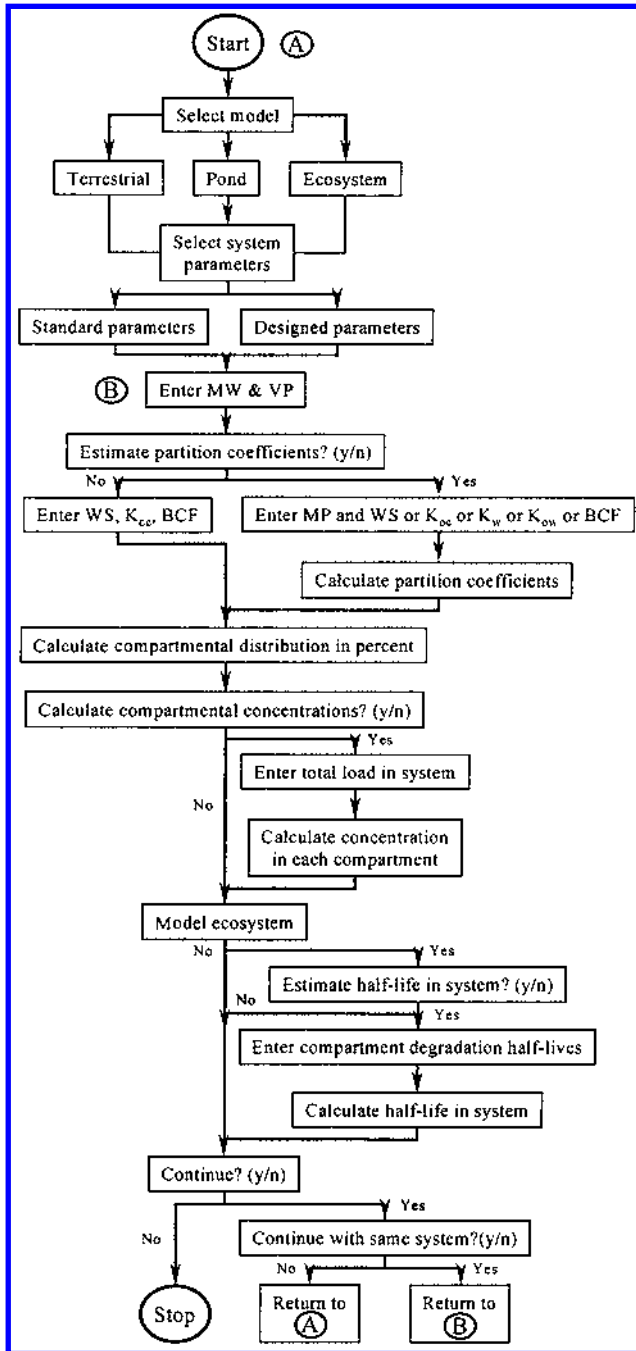 Start A
Select model
Terrestrial Pond Ecosystem
Select system
parameters
Standard parameters Designed parameters
B Enter MW & VP
Estimate partition coefficients? (y/n)
No Yes
Enter WS, Kcc, BCF Enter MP and WS or Koc or Kw or Kow or BCF
Calculate partition coefficients
Calculate compartmental distribution in percent
Calculate compartmental concentrations? (y/n)
Yes
Enter total load in system
No
Calculate concentration
in each compartment
Model ecosystem
No Yes
Estimate half-life in system? (y/n)
No Yes
Enter compartment degradation half-lives
Calculate half-life in system
Continue? (y/n)
Yes
No Continue with same system?(y/n)
No Yes
Stop Return to Return to
A B